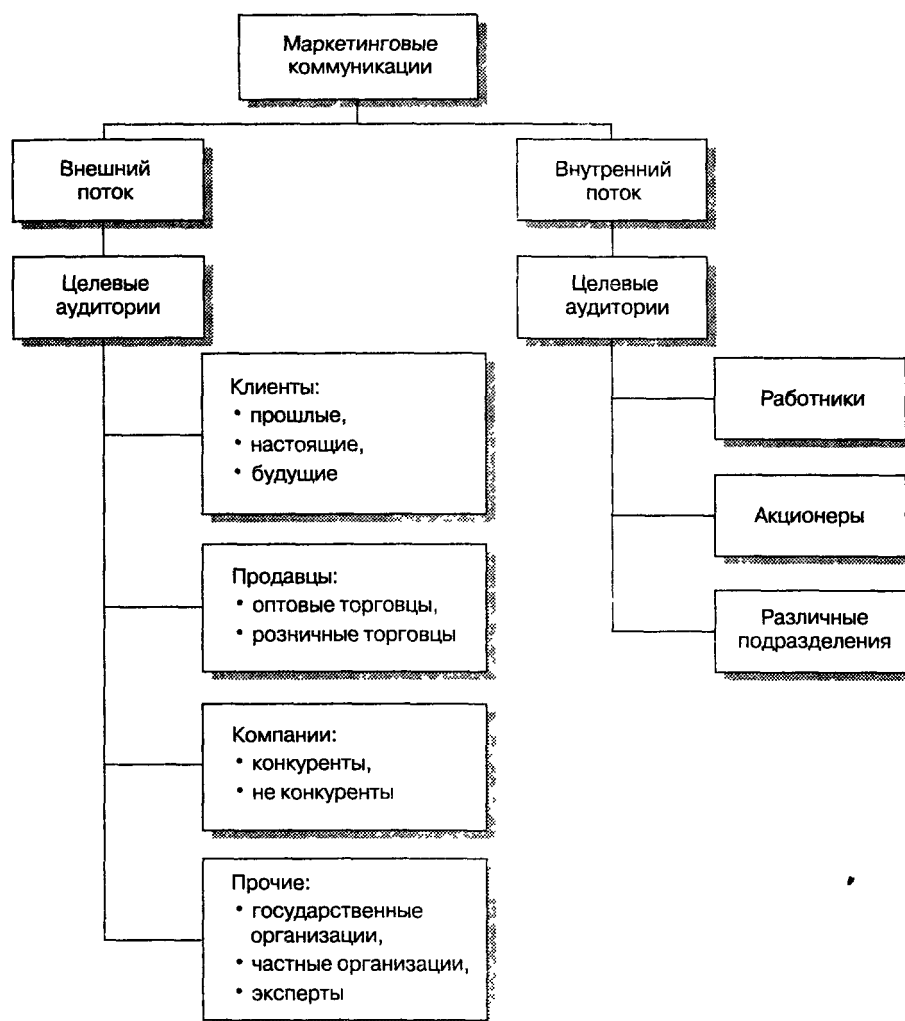 Маркетинговые
коммуникации
Внешний
поток
Внутренний
поток
Целевые
аудитории
Целевые
аудитории
Клиенты:
• прошлые,
• настоящие,
• будущие
Продавцы:
• оптовые торговцы,
• розничные торговцы
Компании:
• конкуренты,
• не конкуренты
Прочие:
• государственные
организации,
• частные организации,
• эксперты
Работники
Акционеры
Различные
подразделения